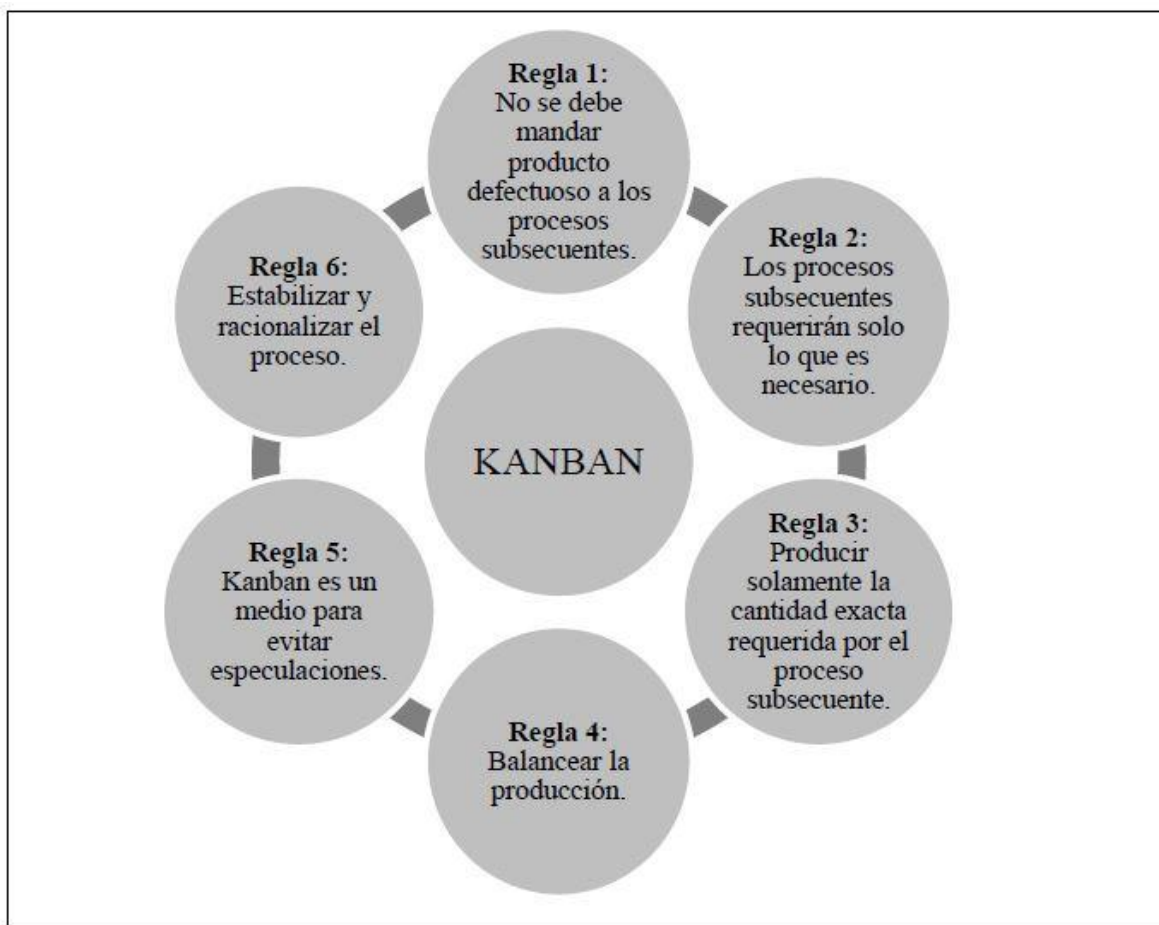 Regla 1:
No se debe
mandar
producto
defectuoso a los
procesos
subsecuentes.
Regla 2:
Los procesos
subsecuentes
requerirán solo
lo que es
necesario.
Regla 3:
Producir
solamente la
cantidad exacta
requerida por el
proceso
subsecuente.
Regla 4:
Balancear la
producción.
Regla 5:
Kanban es un
medio para
evitar
especulaciones.
Regla 6:
Estabilizar y
racionalizar el
proceso.
KANBAN